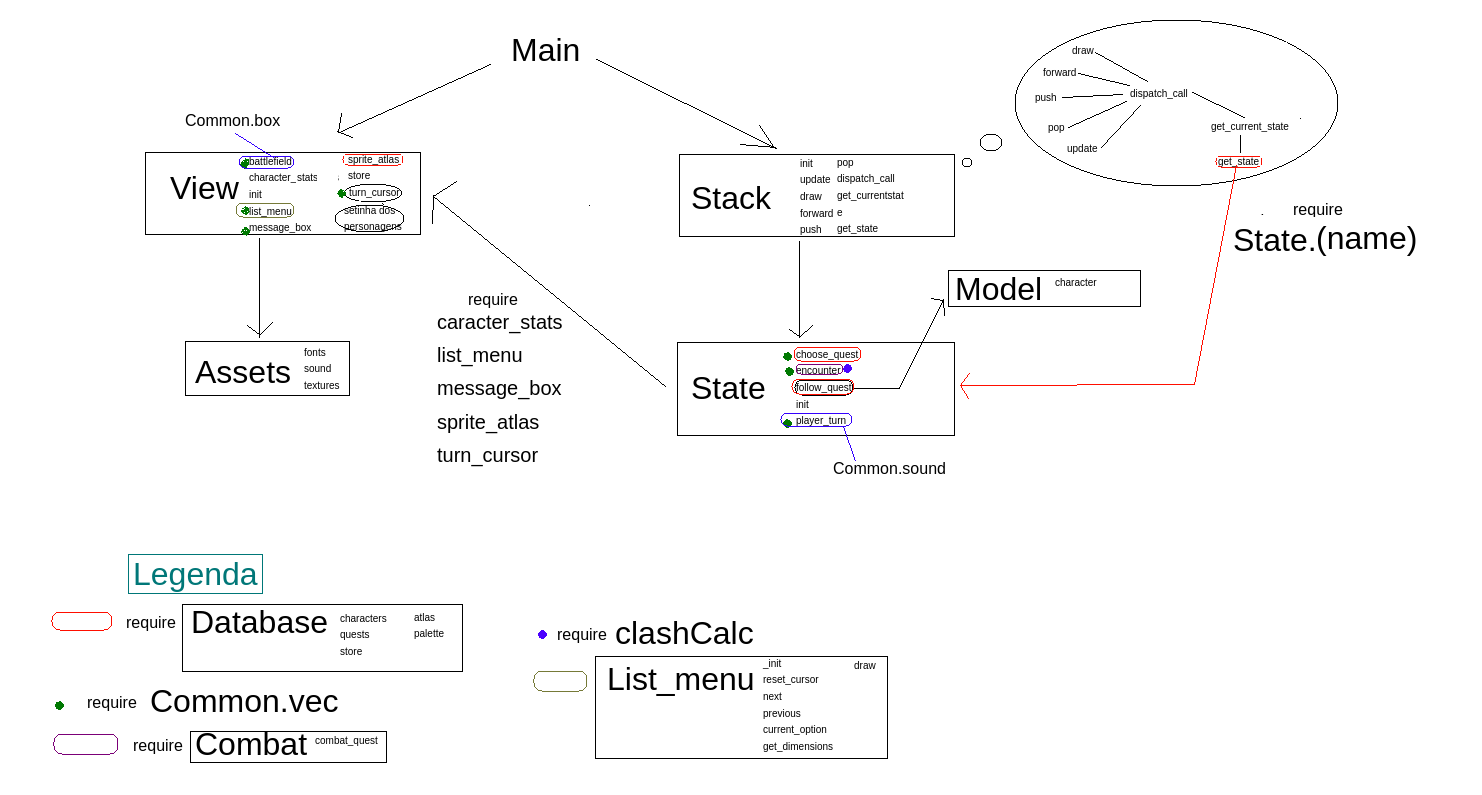 Main
draw
forward
push
pop
update
dispatch_call
get_current_state
get_state
Common.box
View
battlefield
character_stats
init
list_menu
message_box
sprite_atlas
store
turn_cursor
setinha dos
personagens
Stack
init
update
draw
forward
push
pop
dispatch_call
get_currentstat
e
get_state
require
State.(name)
Model
character
Assets
fonts
sound
textures
require
caracter_stats
list_menu
message_box
sprite_atlas
turn_cursor
State
choose_quest
encounter
follow_quest
init
player_turn
Common.sound
Legenda
require
Database
characters
quests
store
atlas
palette
require Common.vec
require
Combat
combat_quest
require clashCalc
List_menu
_init
reset_cursor
next
previous
current_option
get_dimensions
draw